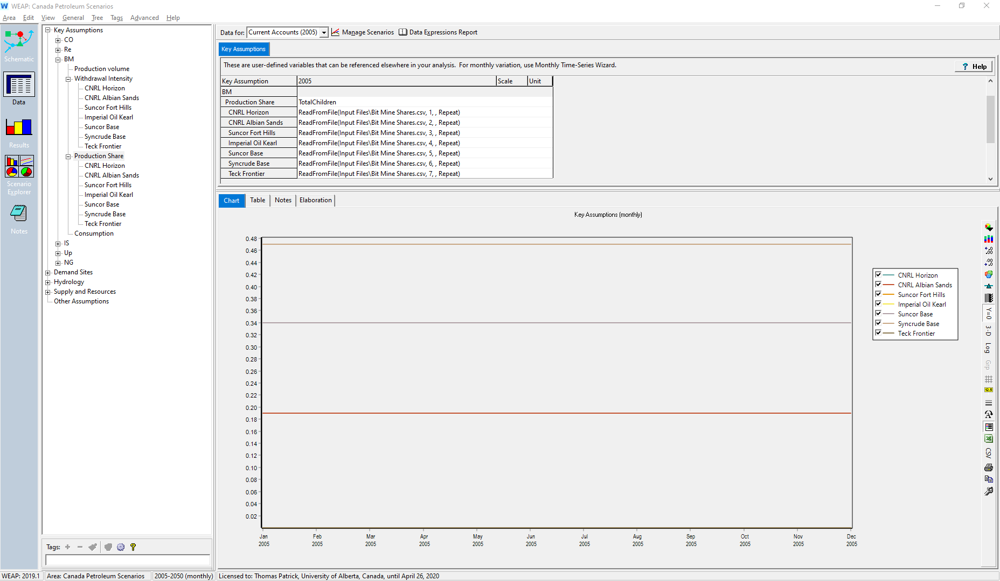 WEAP: Canada Petroleum Scenarios
Area Edit View General Tree Tags Advanced Help
Schematic
Data
Results
Scenario
Explorer
Notes
Key Assumptions
CO
Re
BM
Production volume
Withdrawal Intensity
CNRL Horizon
CNRL Albian Sands
Suncor Fort Hills
Imperial Oil Kearl
Suncor Base
Syncrude Base
Teck Frontier
Production Share
CNRL Horizon
CNRL Albian Sands
Suncor Fort Hills
Imperial Oil Kearl
Suncor Base
Syncrude Base
Teck Frontier
Consumption
IS
Up
NG
Demand Sites
Hydrology
Supply and Resources
Other Assumptions
Tags:
Data for: Current Accounts (2005) Manage Scenarios Data Expressions Report
Key Assumptions
These are user-defined variables that can be referenced elsewhere in your analysis. For monthly variation, use Monthly Time-Series Wizard.
? Help
Key Assumption 2005 Scale Unit
BM
Production Share TotalChildren
CNRL Horizon ReadFromFile(Input Files\Bit Mine Shares.csv, 1, , Repeat)
CNRL Albian Sands ReadFromFile(Input Files\Bit Mine Shares.csv, 2, , Repeat)
Suncor Fort Hills ReadFromFile(Input Files\Bit Mine Shares.csv, 3, , Repeat)
Imperial Oil Kearl ReadFromFile(Input Files\Bit Mine Shares.csv, 4, , Repeat)
Suncor Base ReadFromFile(Input Files\Bit Mine Shares.csv, 5, , Repeat)
Syncrude Base ReadFromFile(Input Files\Bit Mine Shares.csv, 6, , Repeat)
Teck Frontier ReadFromFile(Input Files\Bit Mine Shares.csv, 7, , Repeat)
Chart Table Notes Elaboration
Key Assumptions (monthly)
0.48
0.46
0.44
0.42
0.40
0.38
0.36
0.34
0.32
0.30
0.28
0.26
0.24
0.22
0.20
0.18
0.16
0.14
0.12
0.10
0.08
0.06
0.04
0.02
Jan Feb Mar Apr May Jun Jul Aug Sep Oct Nov Dec
2005 2005 2005 2005 2005 2005 2005 2005 2005 2005 2005 2005
CNRL Horizon
CNRL Albian Sands
Suncor Fort Hills
Imperial Oil Kearl
Suncor Base
Syncrude Base
Teck Frontier
.0
.00
.00
.0
Y=0
3-D
Log
Grp
12.5
CSV
WEAP: 2019.1 Area: Canada Petroleum Scenarios 2005-2050 (monthly) Licensed to: Thomas Patrick, University of Alberta, Canada, until April 26, 2020